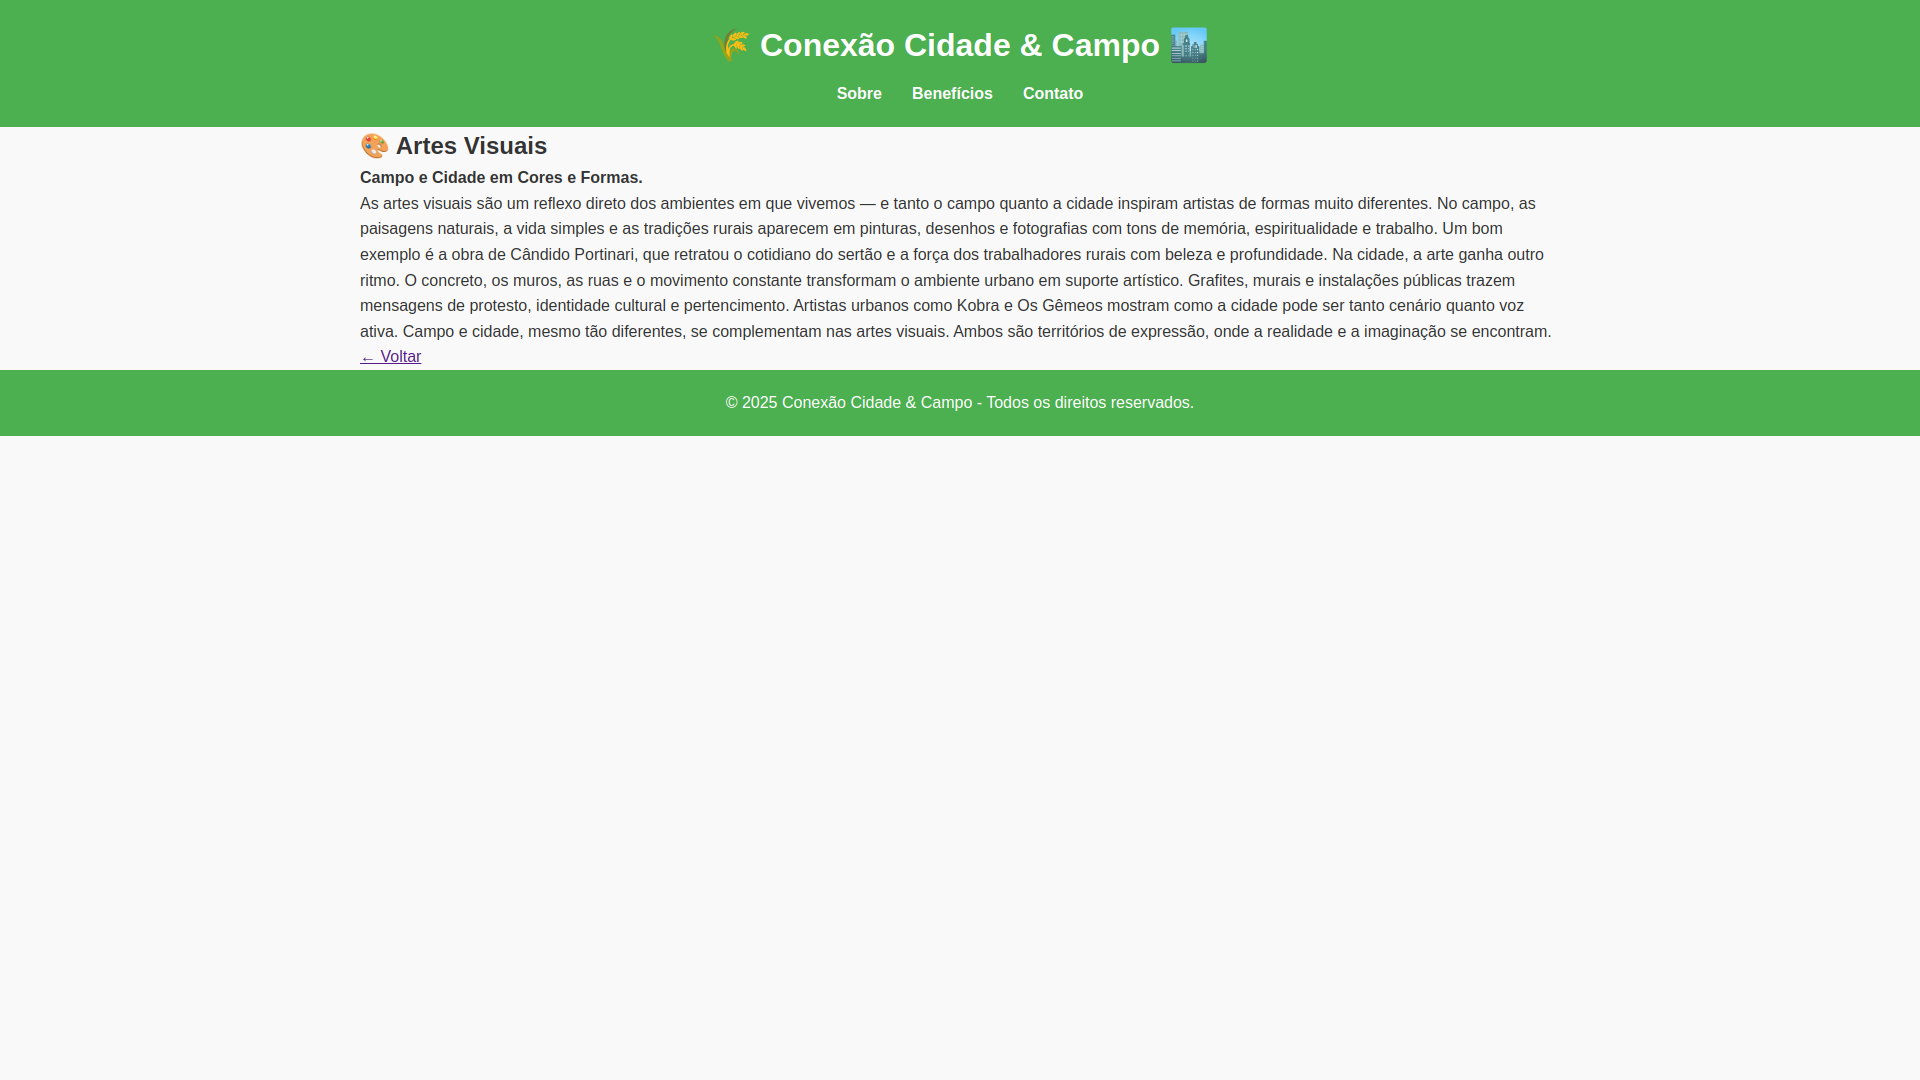 🌾 Conexão Cidade & Campo 🏙️
Sobre Benefícios Contato
🎨 Artes Visuais
Campo e Cidade em Cores e Formas.
As artes visuais são um reflexo direto dos ambientes em que vivemos — e tanto o campo quanto a cidade inspiram artistas de formas muito diferentes. No campo, as
paisagens naturais, a vida simples e as tradições rurais aparecem em pinturas, desenhos e fotografias com tons de memória, espiritualidade e trabalho. Um bom
exemplo é a obra de Cândido Portinari, que retratou o cotidiano do sertão e a força dos trabalhadores rurais com beleza e profundidade. Na cidade, a arte ganha outro
ritmo. O concreto, os muros, as ruas e o movimento constante transformam o ambiente urbano em suporte artístico. Grafites, murais e instalações públicas trazem
mensagens de protesto, identidade cultural e pertencimento. Artistas urbanos como Kobra e Os Gêmeos mostram como a cidade pode ser tanto cenário quanto voz
ativa. Campo e cidade, mesmo tão diferentes, se complementam nas artes visuais. Ambos são territórios de expressão, onde a realidade e a imaginação se encontram.
← Voltar
© 2025 Conexão Cidade & Campo - Todos os direitos reservados.